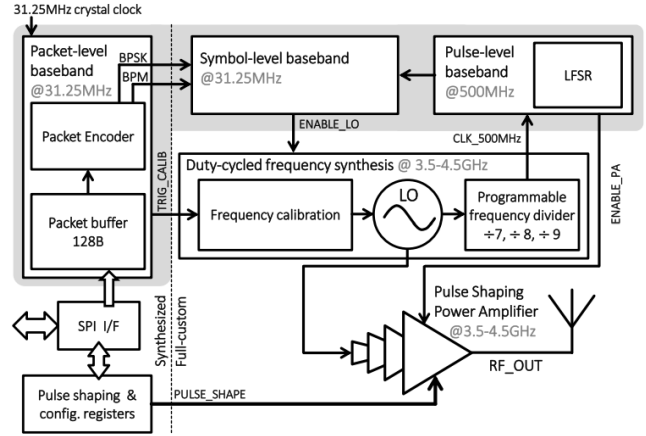 31.25MHz crystal clock
Packet-level
baseband
@31.25MHz
BPSK
BPM
Packet Encoder
Packet buffer
128B
Symbol-level baseband
@31.25MHz
Pulse-level
baseband
@500MHz
LFSR
ENABLE_LO
CLK_500MHz
ENABLE_PA
TRIG_CALIB
Duty-cycled frequency synthesis @ 3.5-4.5GHz
Frequency calibration
LO
Programmable
frequency divider
÷7, ÷ 8, ÷ 9
SPI I/F
Synthesized
Full-custom
Pulse Shaping
Power Amplifier
@3.5-4.5GHz
RF_OUT
Pulse shaping &
config. registers
PULSE_SHAPE